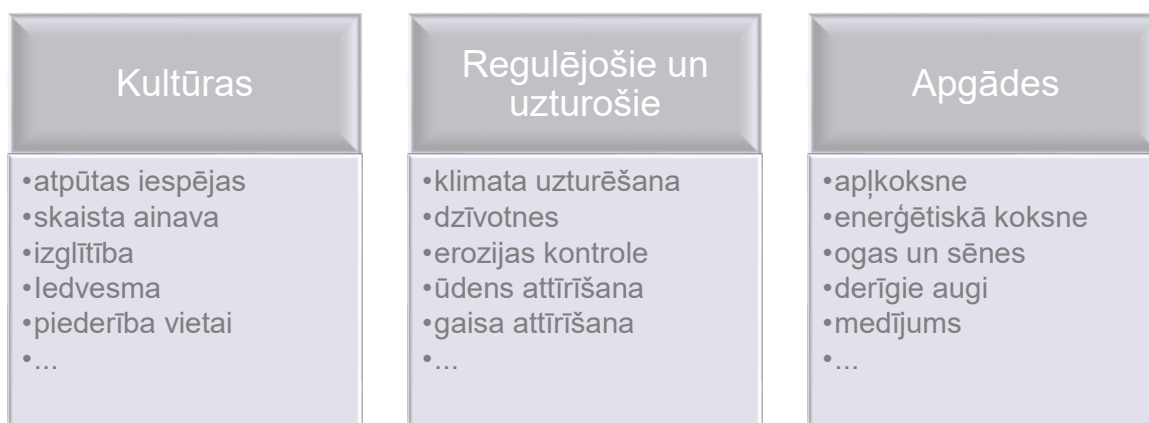 Kultūras
•atpūtas iespējas
•skaista ainava
•izglītība
•Iedvesma
•piederība vietai
•...
Regulējošie un
uzturošie
•klimata uzturēšana
•dzīvotnes
•erozijas kontrole
•ūdens attīrīšana
•gaisa attīrīšana
•...
Apgādes
•apļkoksne
•enerģētiskā koksne
•ogas un sēnes
•derīgie augi
•medījums
•...